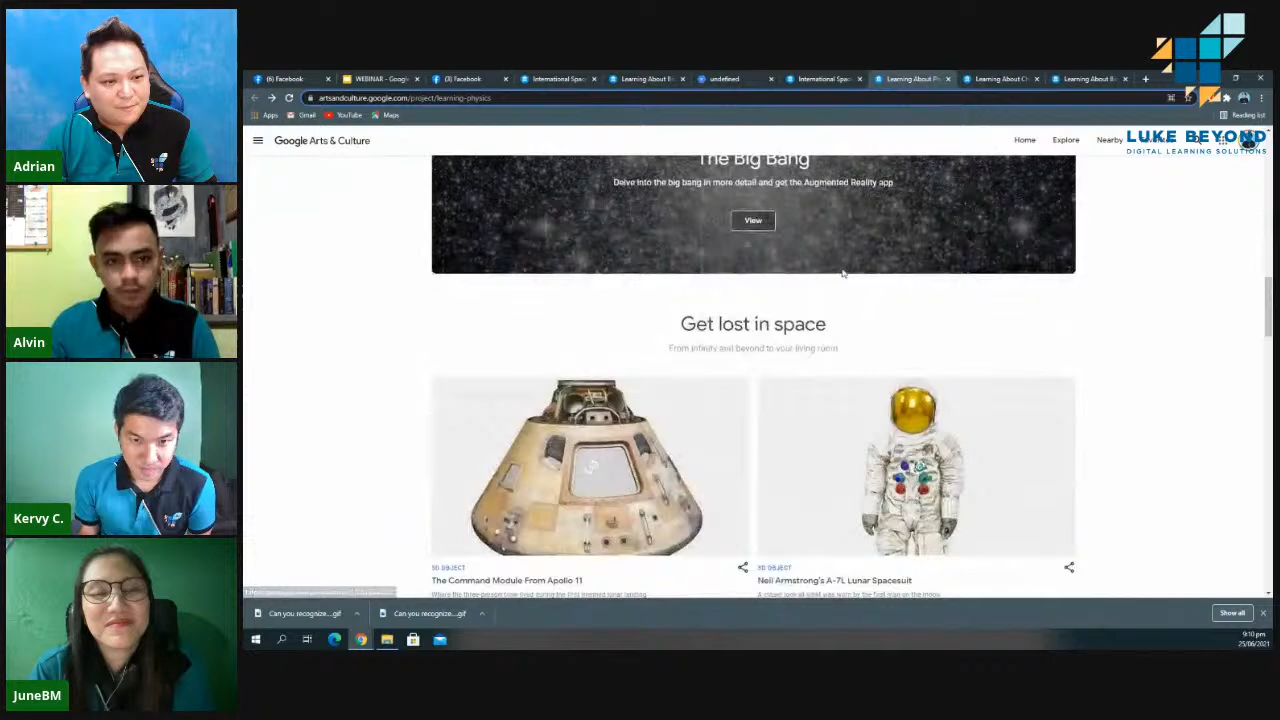 Adrian
Alvin
Kervy C.
JuneBM
(6) Facebook
WEBINAR - Google
(3) Facebook
International Spac
Learning About Bi
undefined
International Spac
Learning About Ph
Learning About Ch
Learning About Bi
artsandculture.google.com/project/learning-physics
Apps
Gmail
YouTube
Maps
Reading list
Google Arts & Culture
Home
Explore
Nearby
LUKE BEYOND
DIGITAL LEARNING SOLUTIONS
The Big Bang
Delve into the big bang in more detail and get the Augmented Reality app
View
Get lost in space
From infinity and beyond to your living room
3D OBJECT
The Command Module From Apollo 11
3D OBJECT
Neil Armstrong's A-7L Lunar Spacesuit
Can you recognize....gif
Can you recognize....gif
Show all
9:10 pm
25/06/2021